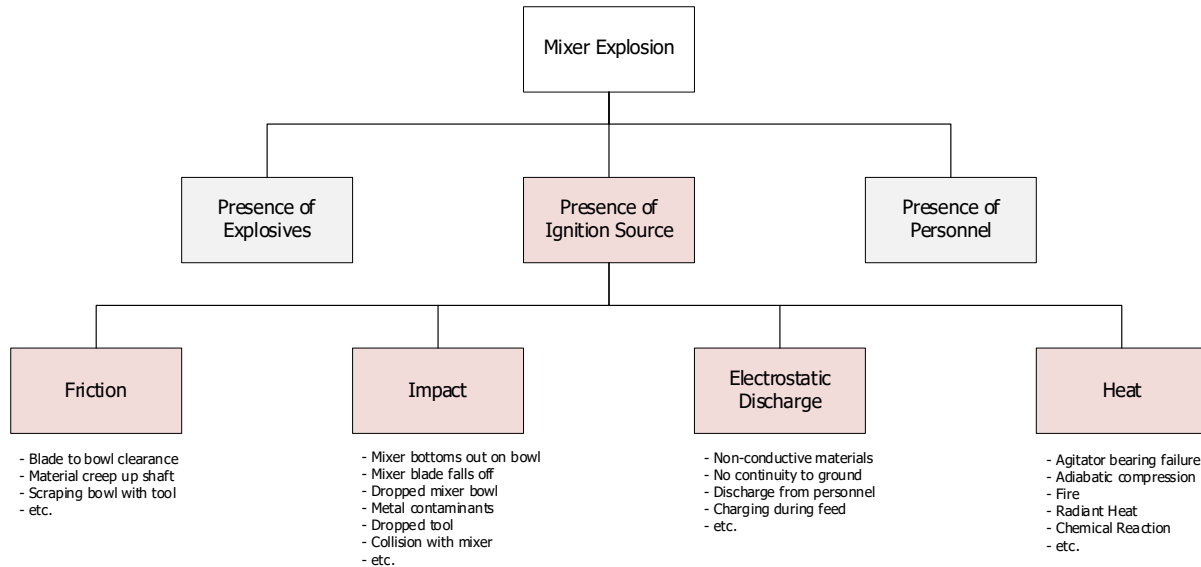 Mixer Explosion
Presence of
Explosives
Presence of
Ignition Source
Presence of
Personnel
Friction
Impact
Electrostatic
Discharge
Heat
- Blade to bowl clearance
- Material creep up shaft
- Scraping bowl with tool
- etc.
- Mixer bottoms out on bowl
- Mixer blade falls off
- Dropped mixer bowl
- Metal contaminants
- Dropped tool
- Collision with mixer
- etc.
- Non-conductive materials
- No continuity to ground
- Discharge from personnel
- Charging during feed
- etc.
- Agitator bearing failure
- Adiabatic compression
- Fire
- Radiant Heat
- Chemical Reaction
- etc.